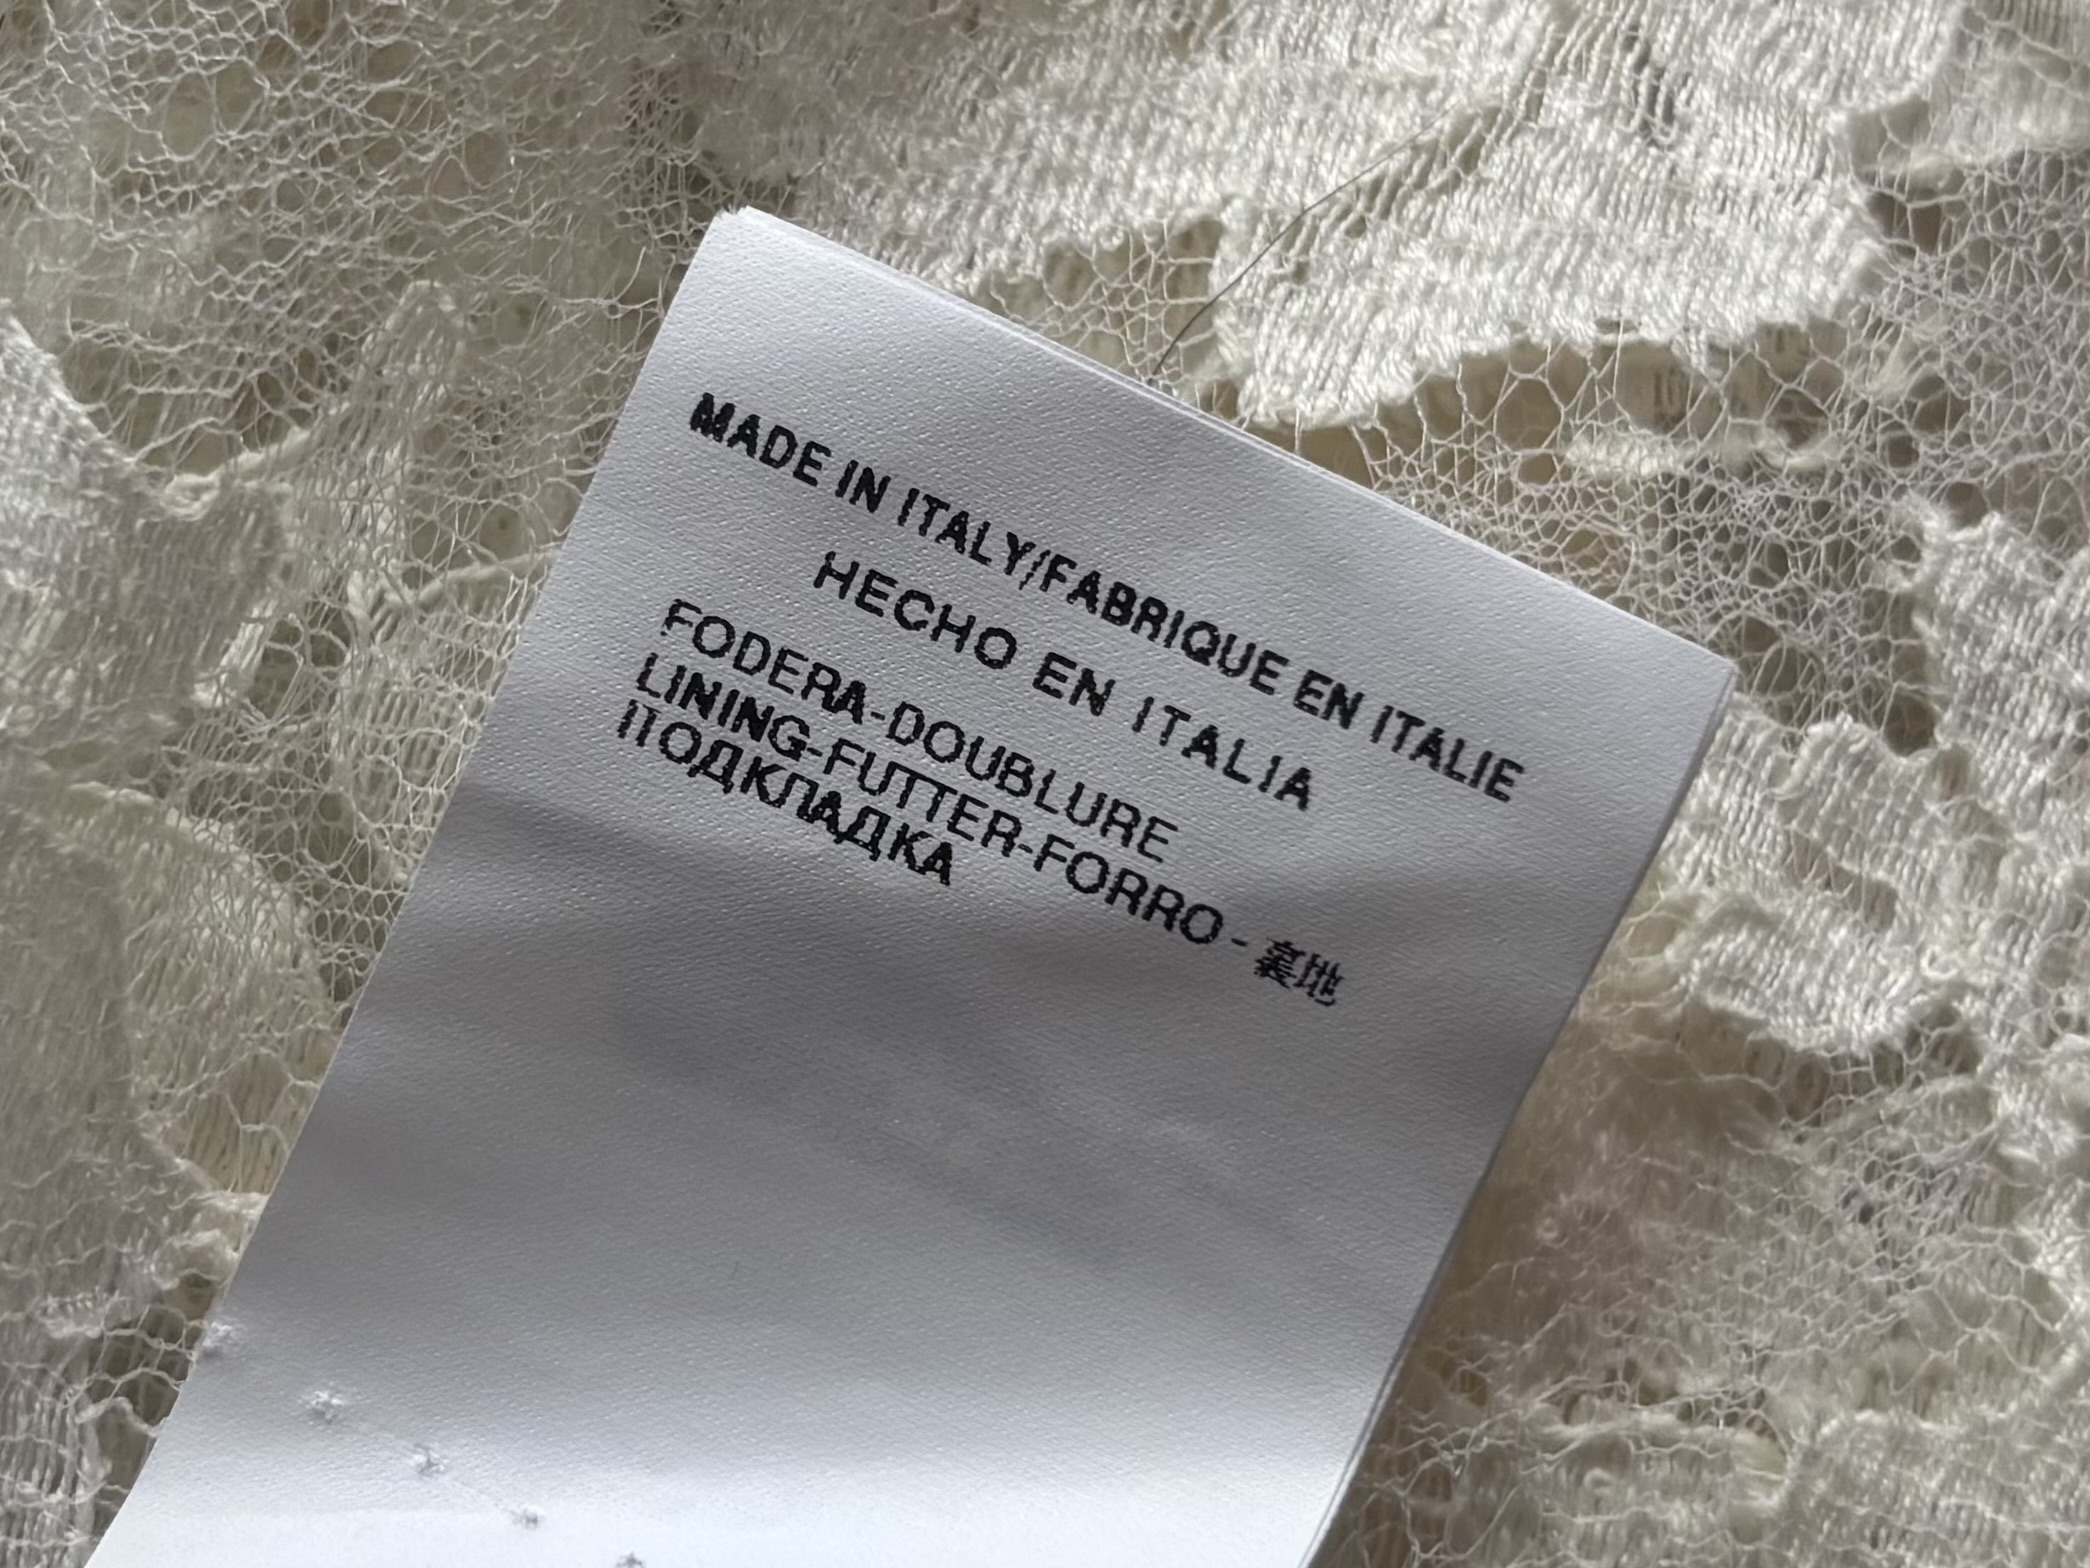 MADE IN ITALY/FABRIQUE EN ITALIE
HECHO EN ITALIA
FODERA-DOUBLURE
LINING-FUTTER-FORRO - 裏地
ПОДКЛАДКА